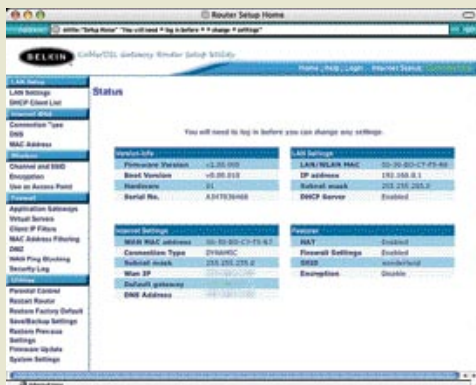 Router Setup Home
BELKIN
Cable/DSL Gateway Router Setup Utility
Home | Help | Login Internet Status:
LAN Setup
LAN Settings
DHCP Client List
Internet WAN
Connection Type
DNS
MAC Address
Wireless
Channel and SSID
Encryption
Use as Access Point
Firewall
Application Gateways
Virtual Servers
Client IP Filters
MAC Address Filtering
DMZ
WAN Ping Blocking
Security Log
Utilities
Parental Control
Restart Router
Restore Factory Default
Save/Backup Settings
Restore Previous Settings
Firmware Update
System Settings
Status
You will need to log in before you can change any settings.
Version Info
Firmware Version
Boot Version
Hardware 01
Serial No.
LAN Settings
LAN/WLAN MAC
IP address 192.168.0.1
Subnet mask 255.255.255.0
DHCP Server Enabled
Internet Settings
WAN MAC address
Connection Type DYNAMIC
Subnet mask 255.255.255.0
Wan IP
Default gateway
DNS Address
Features
NAT Enabled
Firewall Settings Enabled
SSID wonderland
Encryption Disable